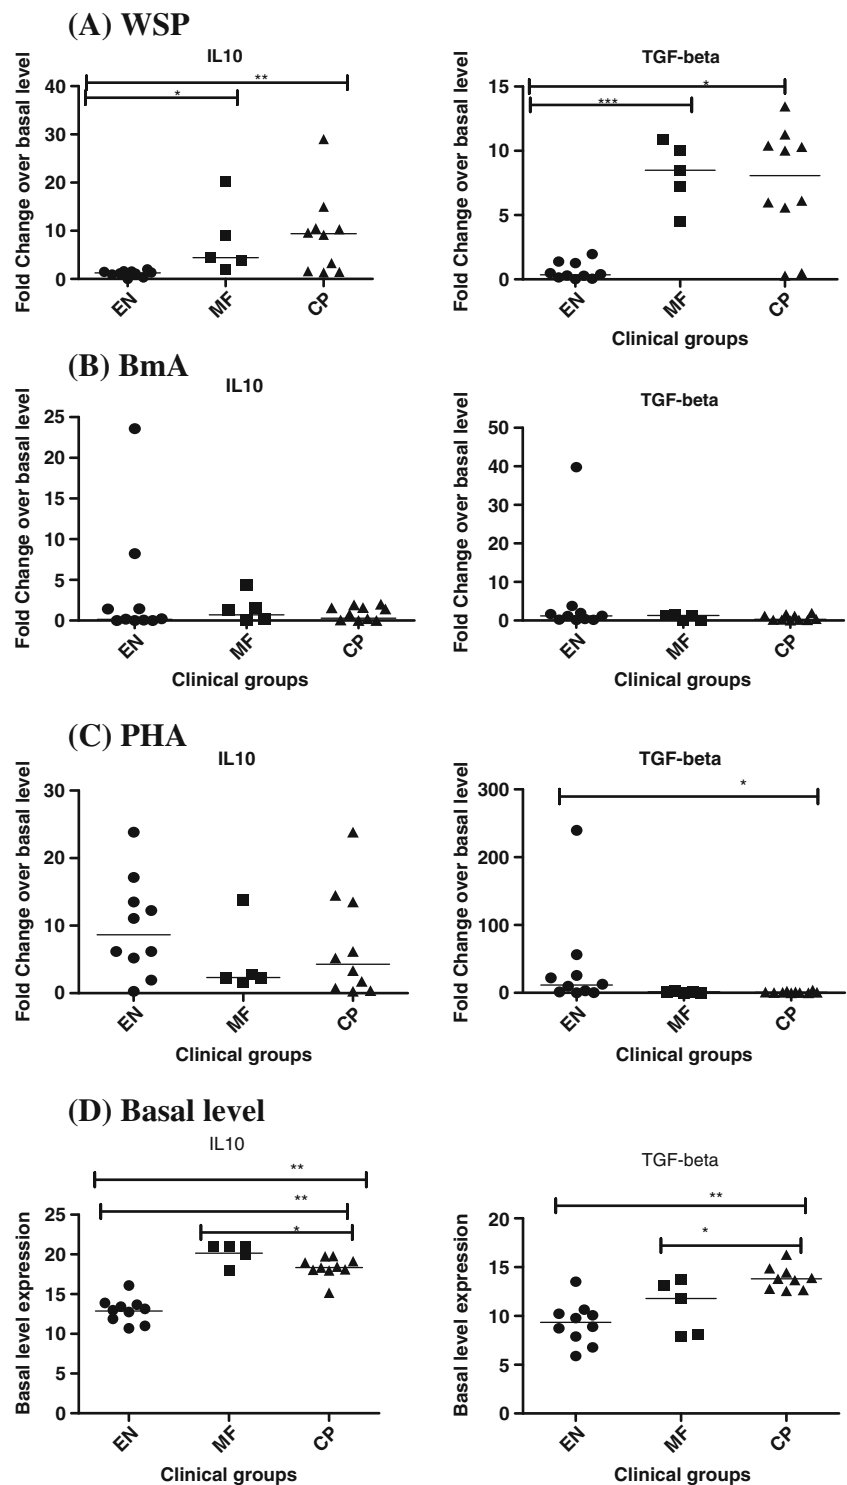 (A) WSP
IL10
Fold Change over basal level
40
30
20
10
0
**
*
EN
MF
CP
TGF-beta
Fold Change over basal level
15
10
5
0
*
***
EN
MF
CP
Clinical groups
(B) BmA
IL10
Fold Change over basal level
25
20
15
10
5
0
EN
MF
CP
Clinical groups
TGF-beta
Fold Change over basal level
50
40
30
20
10
0
EN
MF
CP
Clinical groups
(C) PHA
IL10
Fold Change over basal level
30
20
10
0
EN
MF
CP
Clinical groups
TGF-beta
Fold Change over basal level
300
200
100
0
*
EN
MF
CP
Clinical groups
(D) Basal level
IL10
Basal level expression
25
20
15
10
5
0
**
**
*
EN
MF
CP
Clinical groups
TGF-beta
Basal level expression
20
15
10
5
0
**
*
EN
MF
CP
Clinical groups